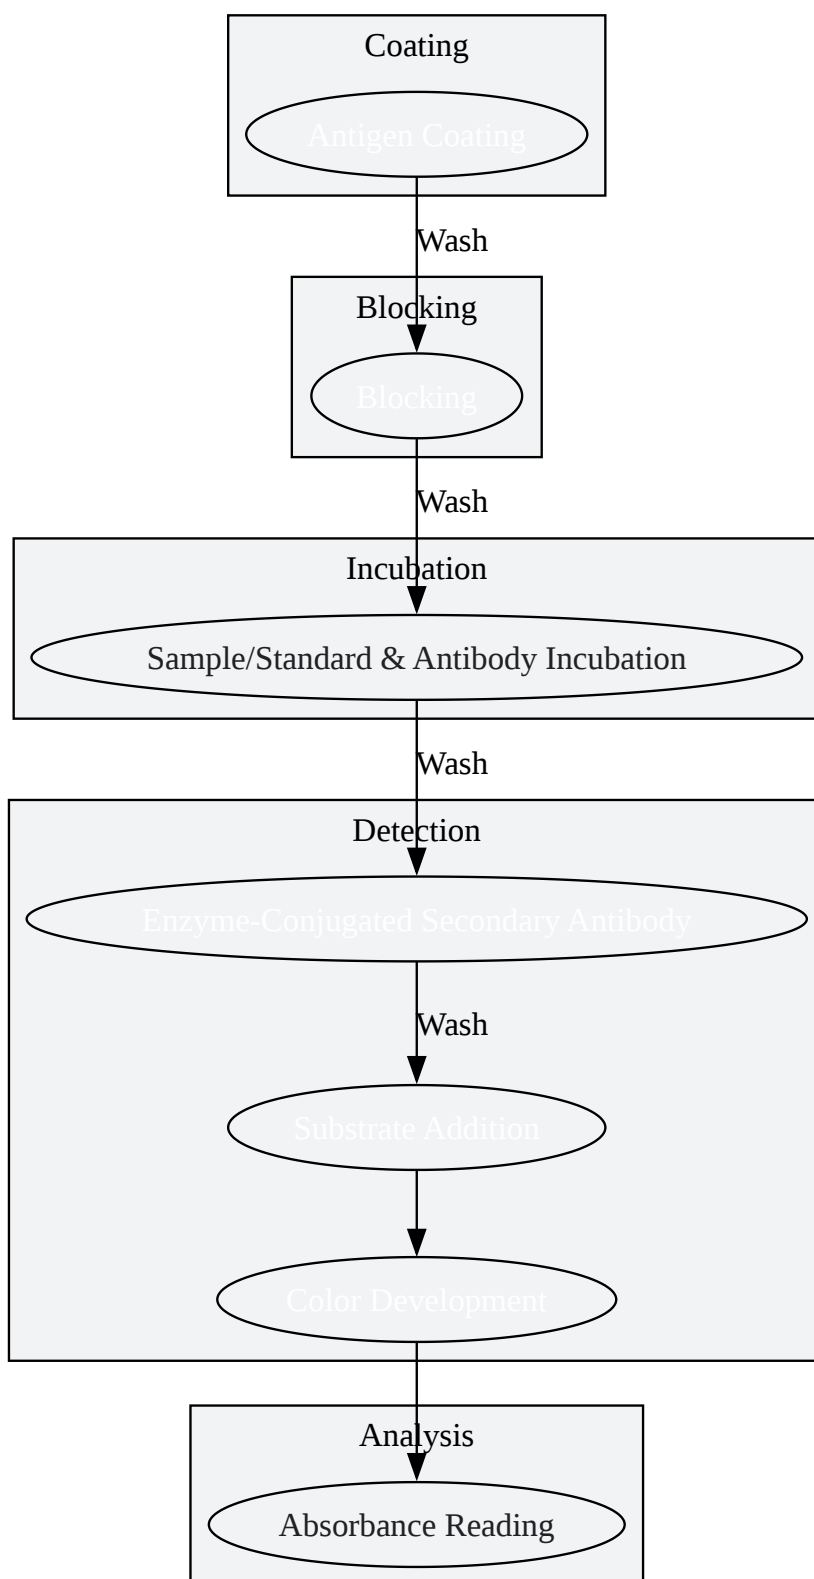 Coating
Antigen Coating
Wash
Blocking
Blocking
Wash
Incubation
Sample/Standard & Antibody Incubation
Wash
Detection
Enzyme-Conjugated Secondary Antibody
Wash
Substrate Addition
Color Development
Analysis
Absorbance Reading